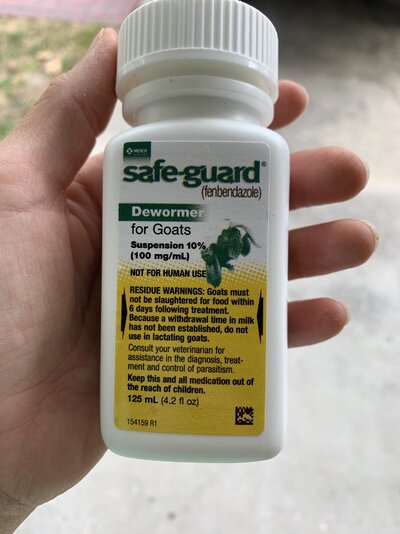 MERCK
safe-guard®
(fenbendazole)
Dewormer
for Goats
Suspension 10%
(100 mg/mL)
NOT FOR HUMAN USE
RESIDUE WARNINGS: Goats must
not be slaughtered for food within
6 days following treatment.
Because a withdrawal time in milk
has not been established, do not
use in lactating goats.
Consult your veterinarian for
assistance in the diagnosis, treat-
ment and control of parasitism.
Keep this and all medication out of
the reach of children.
125 mL (4.2 fl oz)
154159 R1